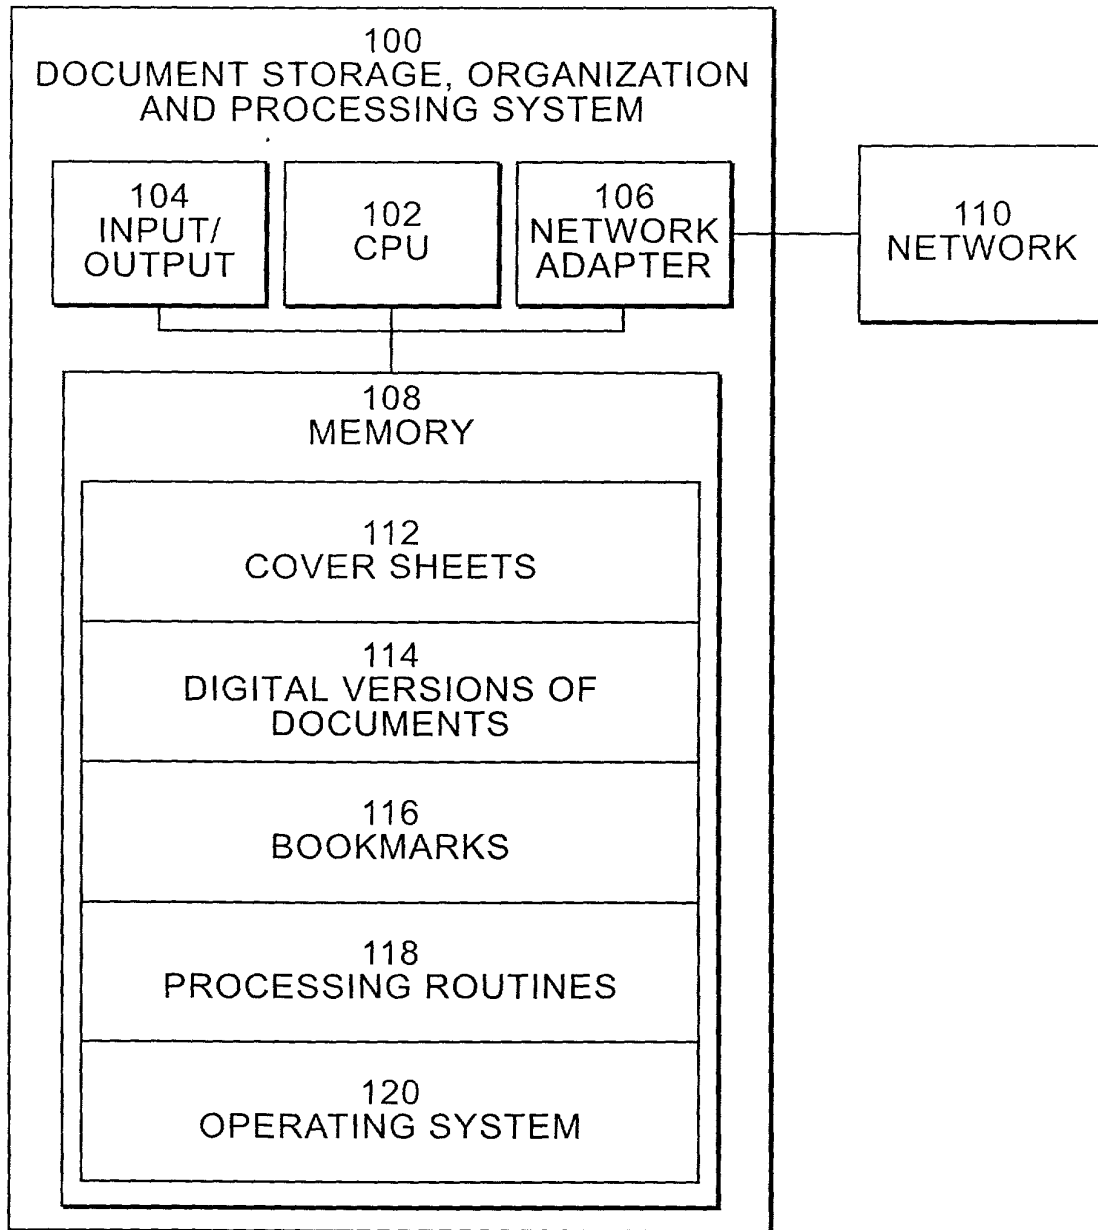 100
DOCUMENT STORAGE, ORGANIZATION
AND PROCESSING SYSTEM
104
INPUT/
OUTPUT
102
CPU
106
NETWORK
ADAPTER
110
NETWORK
108
MEMORY
112
COVER SHEETS
114
DIGITAL VERSIONS OF
DOCUMENTS
116
BOOKMARKS
118
PROCESSING ROUTINES
120
OPERATING SYSTEM